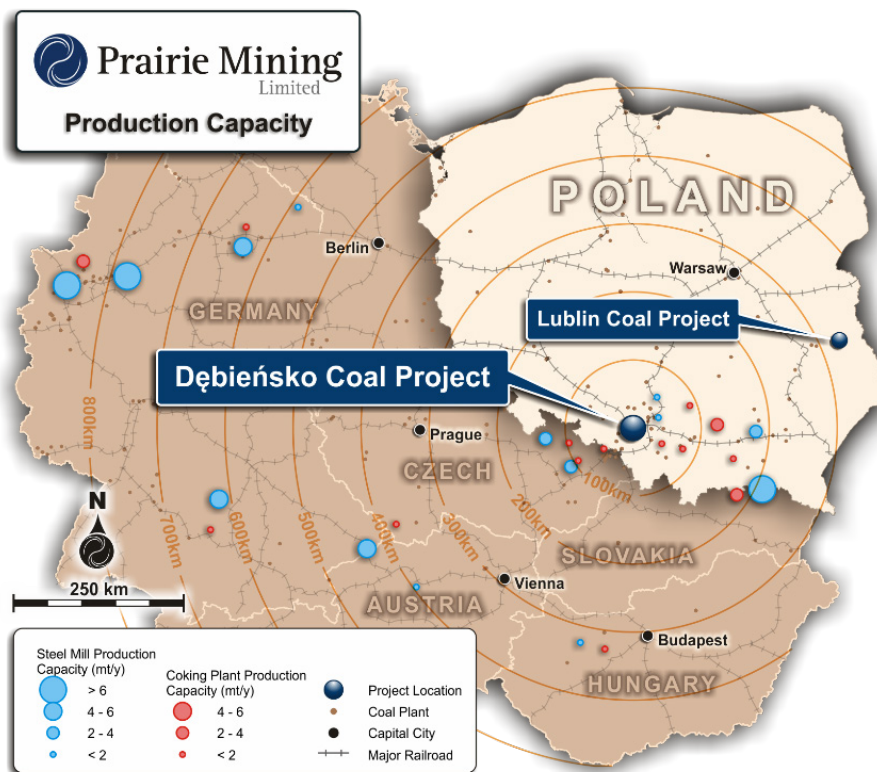 Prairie Mining
Limited
Production Capacity
POLAND
Berlin
Warsaw
GERMANY
Lublin Coal Project
Dębieńsko Coal Project
800km
700km
600km
500km
400km
300km
200km
100km
Prague
CZECH
N
250 km
SLOVAKIA
Vienna
AUSTRIA
Budapest
HUNGARY
Steel Mill Production
Capacity (mt/y)
> 6
4 - 6
2 - 4
< 2
Coking Plant Production
Capacity (mt/y)
4 - 6
2 - 4
< 2
Project Location
Coal Plant
Capital City
Major Railroad